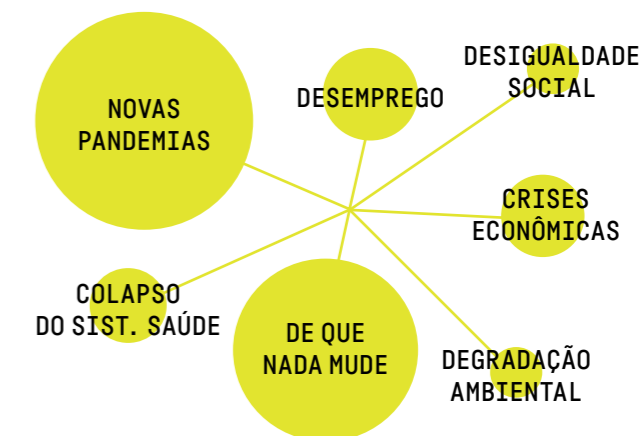 NOVAS
PANDEMIAS
DESEMPREGO
DESIGUALDADE
SOCIAL
CRISES
ECONÔMICAS
COLAPSO
DO SIST. SAÚDE
DE QUE
NADA MUDE
DEGRADAÇÃO
AMBIENTAL